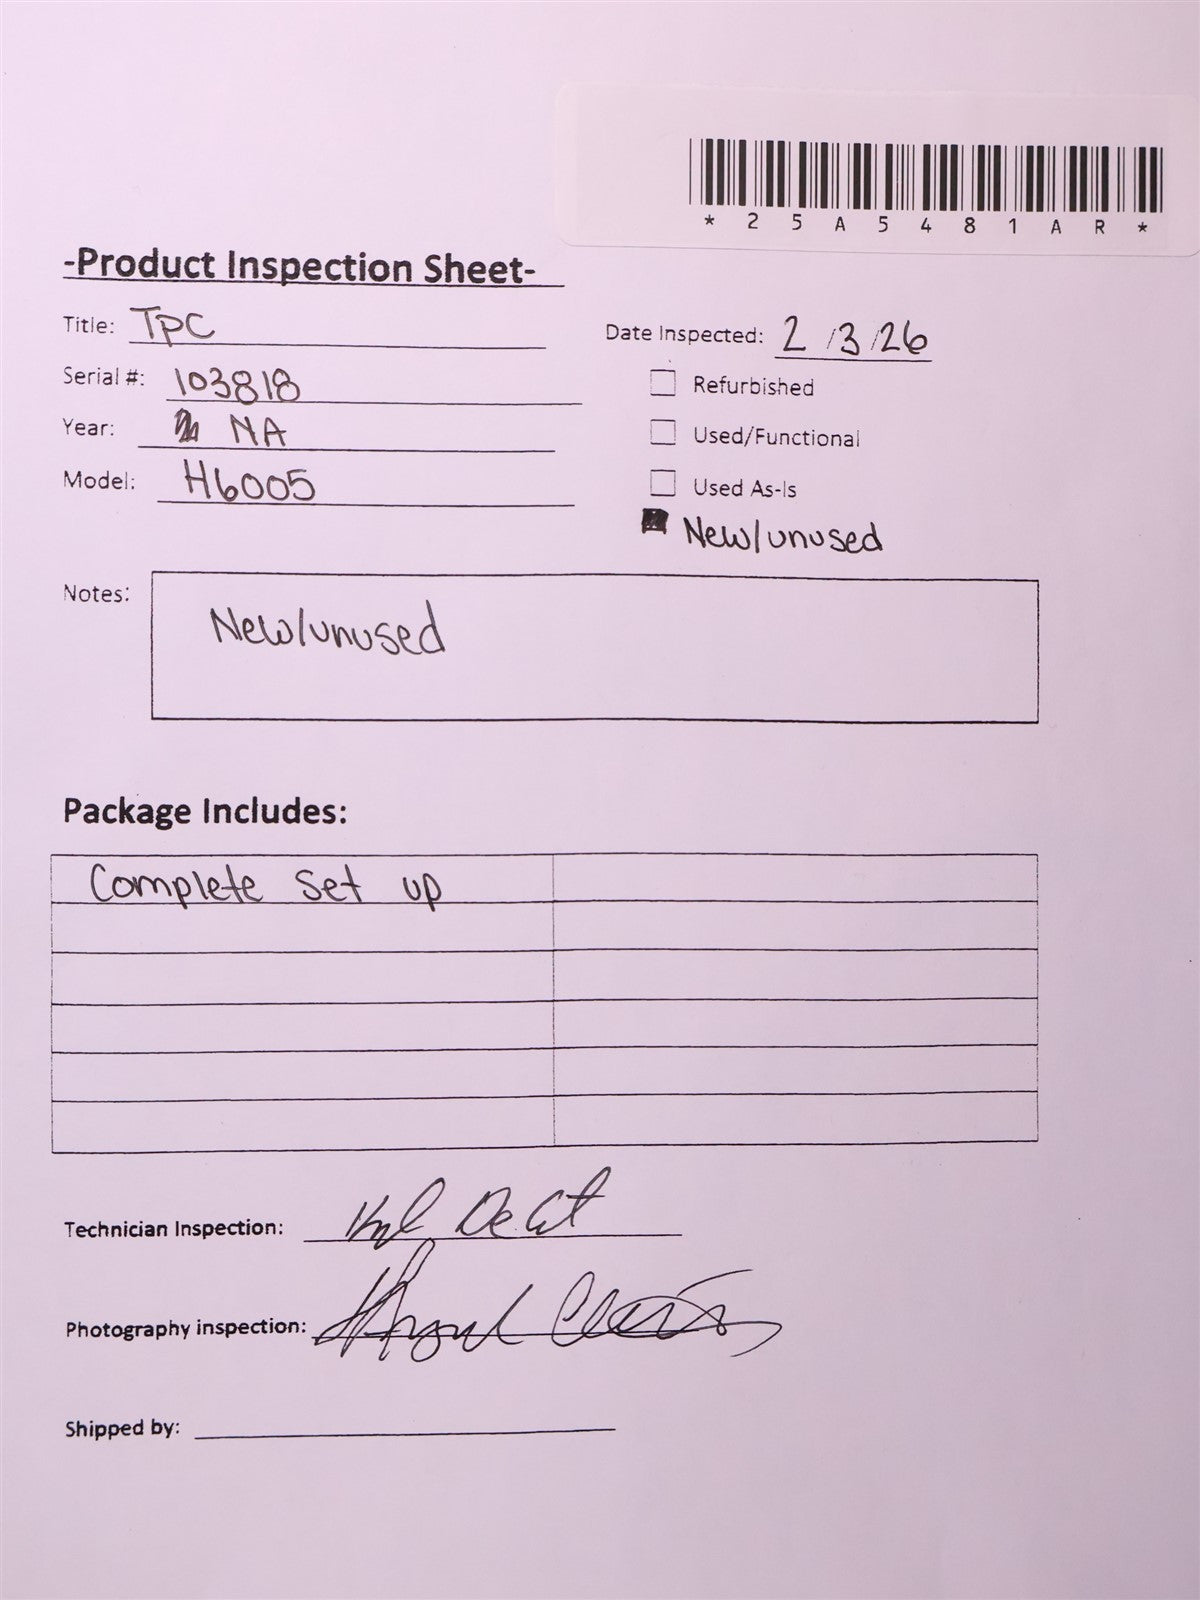 *25A5481AR*
-Product Inspection Sheet-
Title: TPC
Date Inspected: 2/3/26
Serial #: 103818
Refurbished
Year: NA
Used/Functional
Model: H6005
Used As-Is
New/unused
Notes: New/unused
Package Includes:
Complete set up
Technician Inspection:
Photography inspection:
Shipped by: